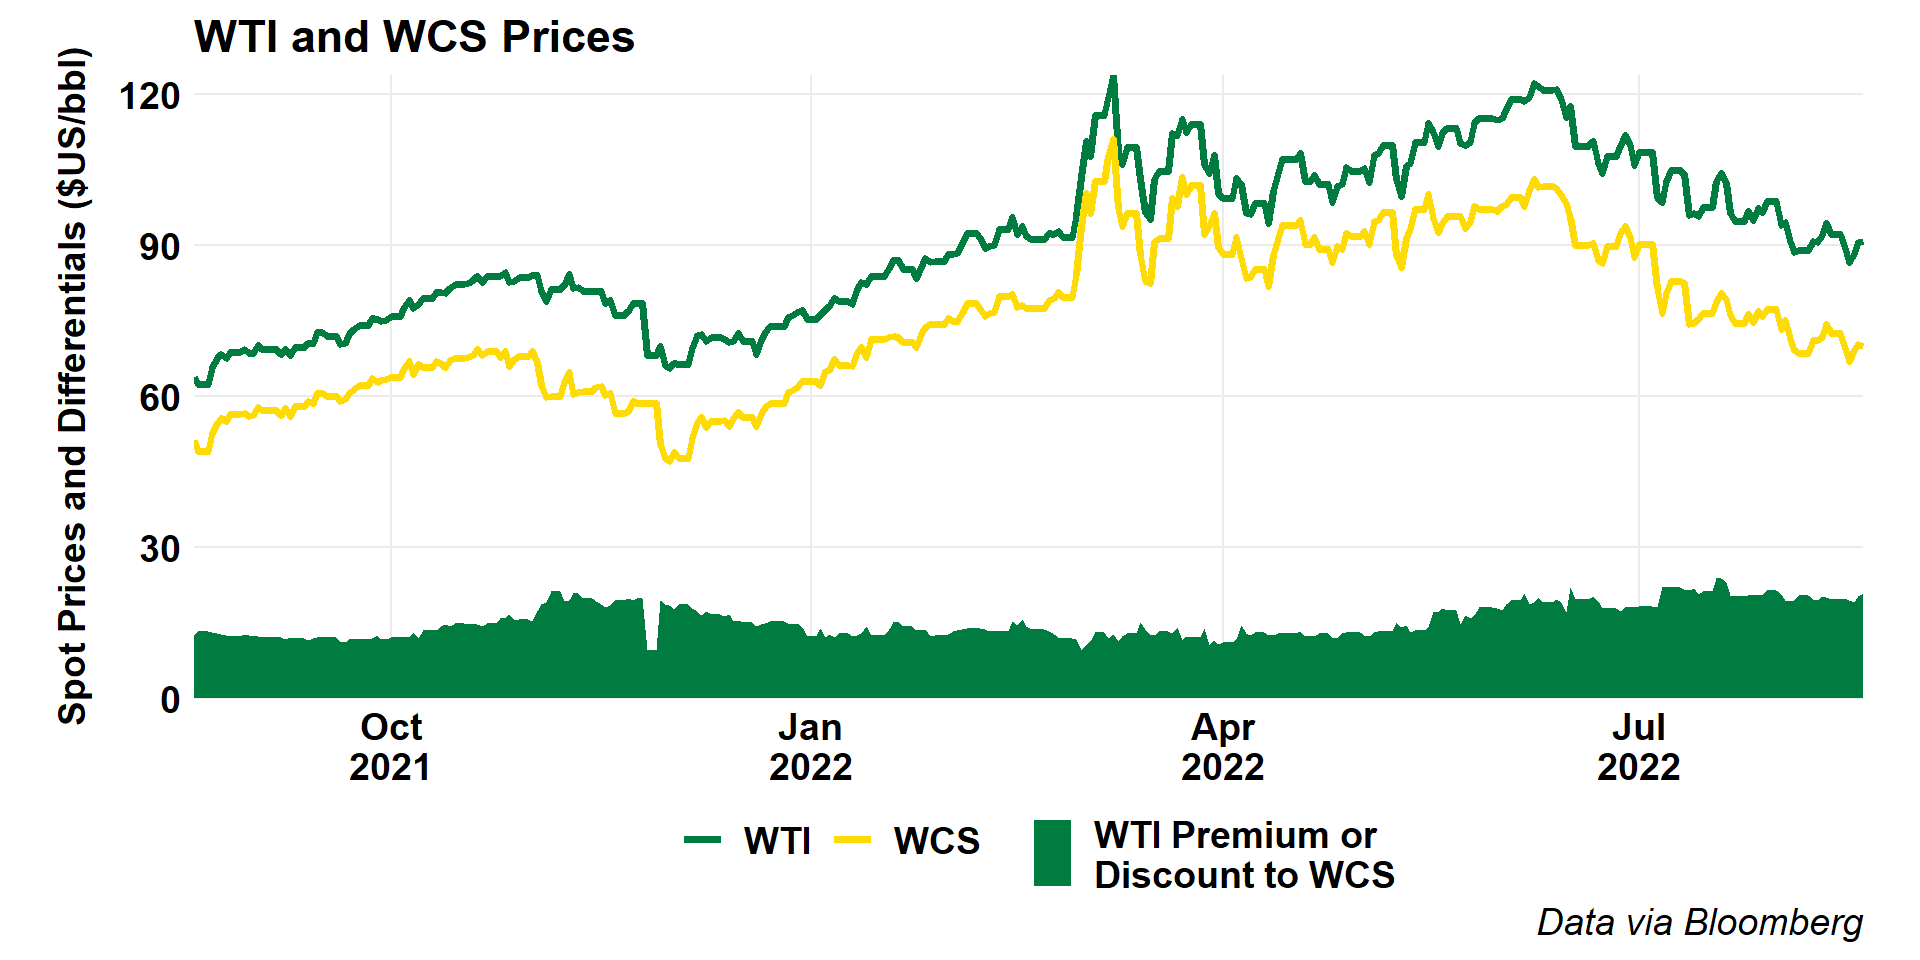 WTI and WCS Prices
Spot Prices and Differentials ($US/bbl)
120
90
60
30
0
Oct
2021
Jan
2022
Apr
2022
Jul
2022
WTI
WCS
WTI Premium or
Discount to WCS
Data via Bloomberg